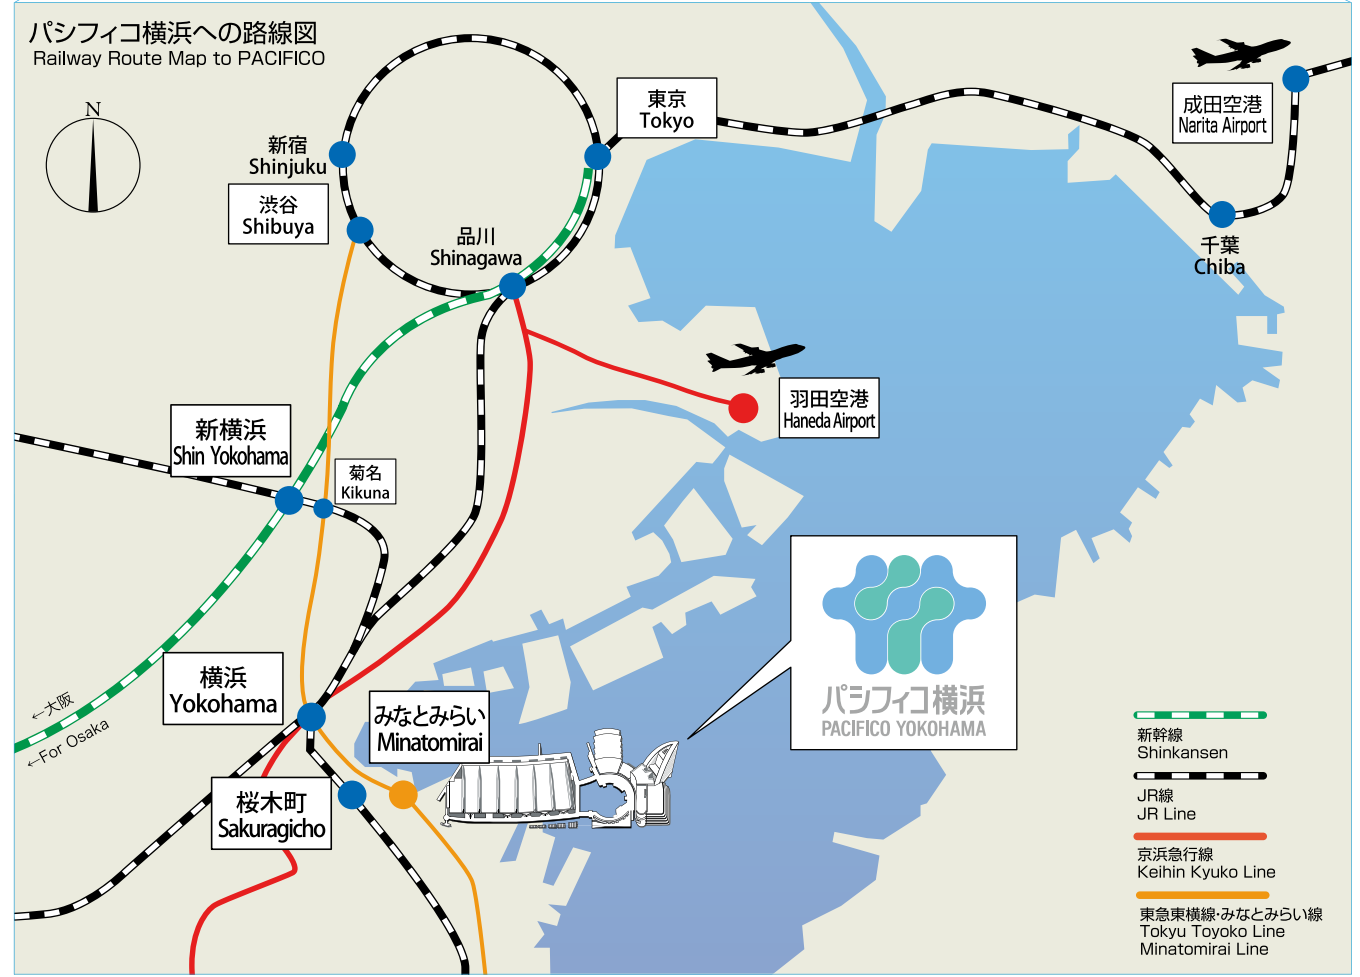 パシフィコ横浜への路線図
Railway Route Map to PACIFICO
N
東京
Tokyo
成田空港
Narita Airport
新宿
Shinjuku
渋谷
Shibuya
品川
Shinagawa
千葉
Chiba
羽田空港
Haneda Airport
新横浜
Shin Yokohama
菊名
Kikuna
横浜
Yokohama
みなとみらい
Minatomirai
←大阪
←For Osaka
桜木町
Sakuragicho
パシフィコ横浜
PACIFICO YOKOHAMA
新幹線
Shinkansen
JR線
JR Line
京浜急行線
Keihin Kyuko Line
東急東横線・みなとみらい線
Tokyu Toyoko Line
Minatomirai Line